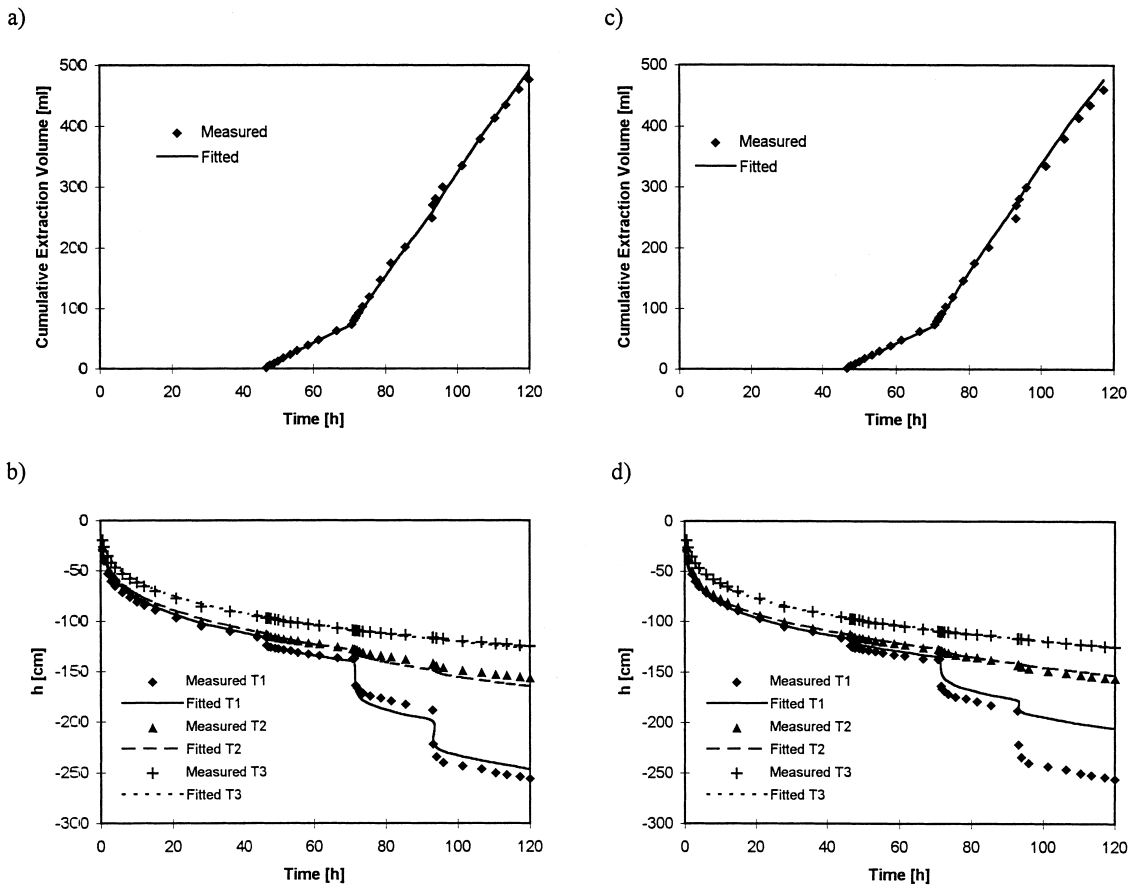 a)
500
400
300
200
100
0
Cumulative Extraction Volume [ml]
Measured
Fitted
0 20 40 60 80 100 120
Time [h]
c)
500
400
300
200
100
0
Cumulative Extraction Volume [ml]
Measured
Fitted
0 20 40 60 80 100 120
Time [h]
b)
0
-50
-100
-150
-200
-250
-300
h [cm]
Measured T1
Fitted T1
Measured T2
Fitted T2
Measured T3
Fitted T3
0 20 40 60 80 100 120
Time [h]
d)
0
-50
-100
-150
-200
-250
-300
h [cm]
Measured T1
Fitted T1
Measured T2
Fitted T2
Measured T3
Fitted T3
0 20 40 60 80 100 120
Time [h]